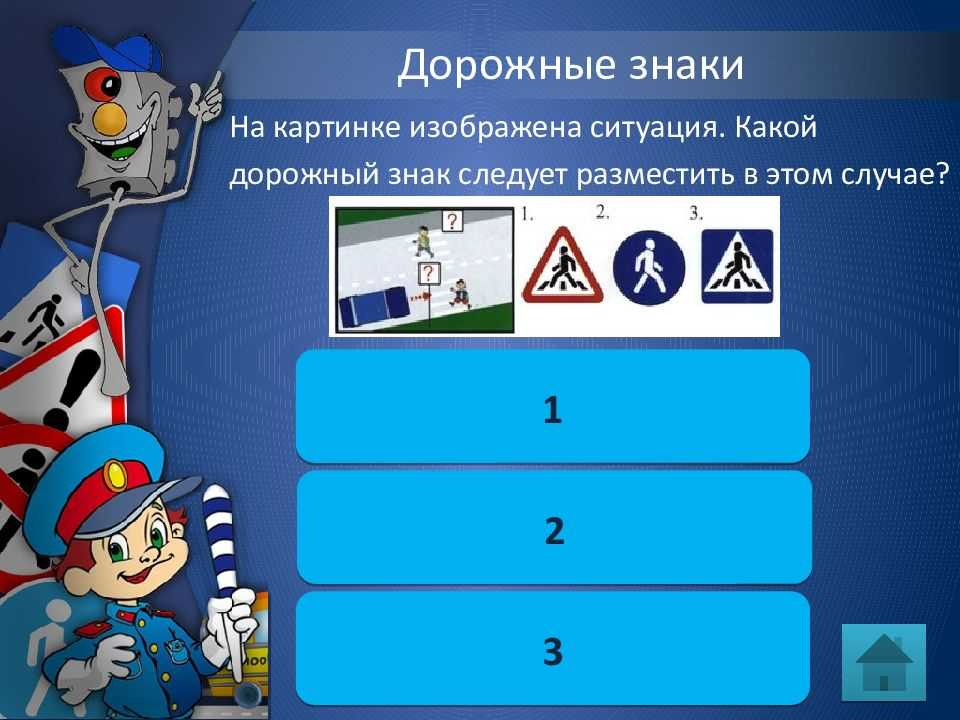 Дорожные знаки
На картинке изображена ситуация. Какой
дорожный знак следует разместить в этом случае?
? 1. 2. 3.
?
1
2
3